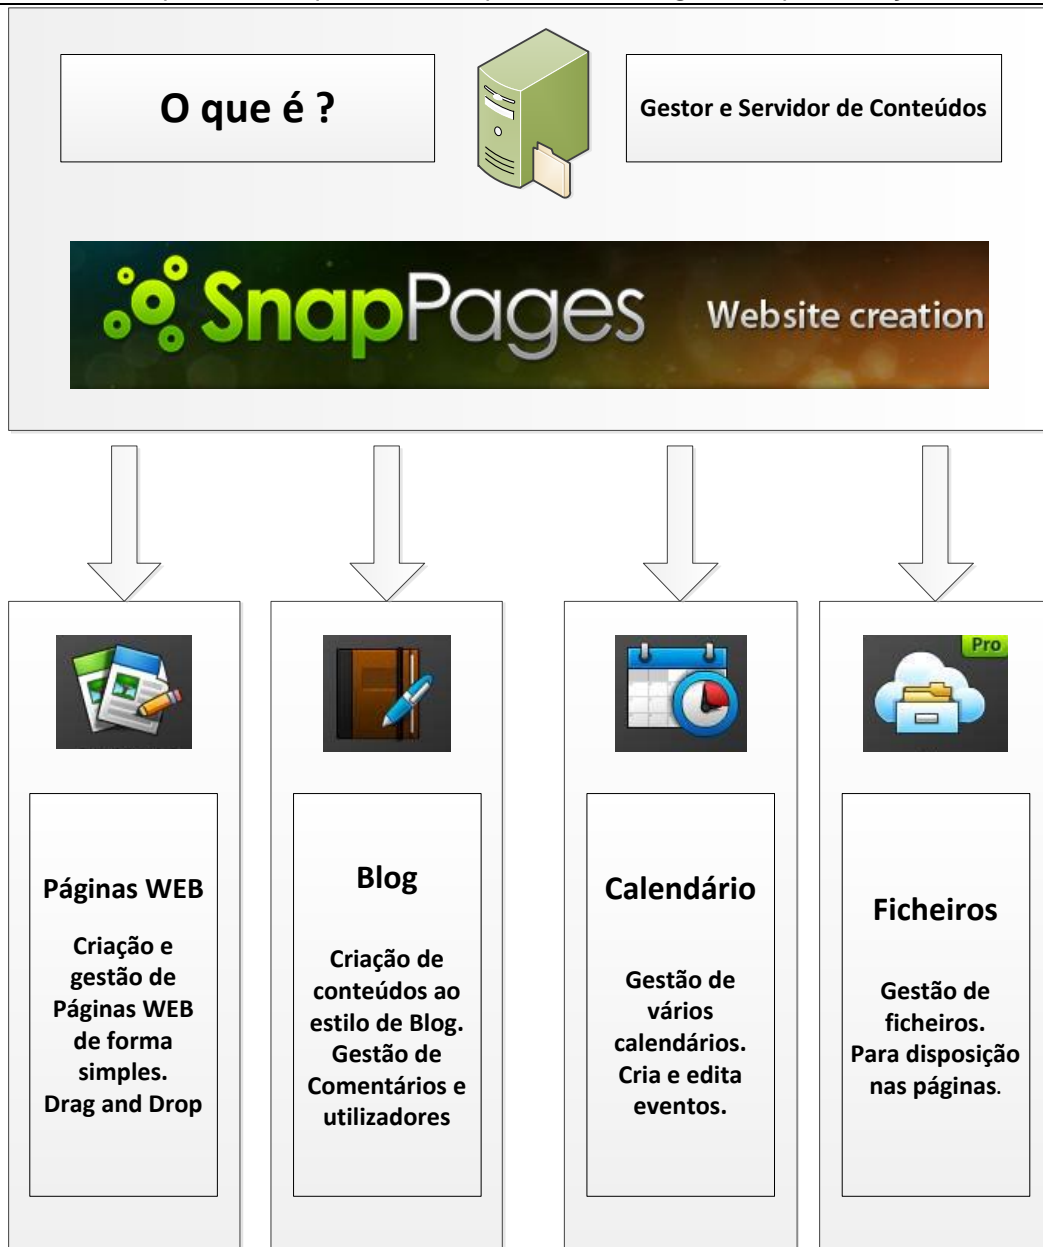 O que é ?
Gestor e Servidor de Conteúdos
SnapPages Website creation
Pro
Páginas WEB
Criação e
gestão de
Páginas WEB
de forma
simples.
Drag and Drop
Blog
Criação de
conteúdos ao
estilo de Blog.
Gestão de
Comentários e
utilizadores
Calendário
Gestão de
vários
calendários.
Cria e edita
eventos.
Ficheiros
Gestão de
ficheiros.
Para disposição
nas páginas.